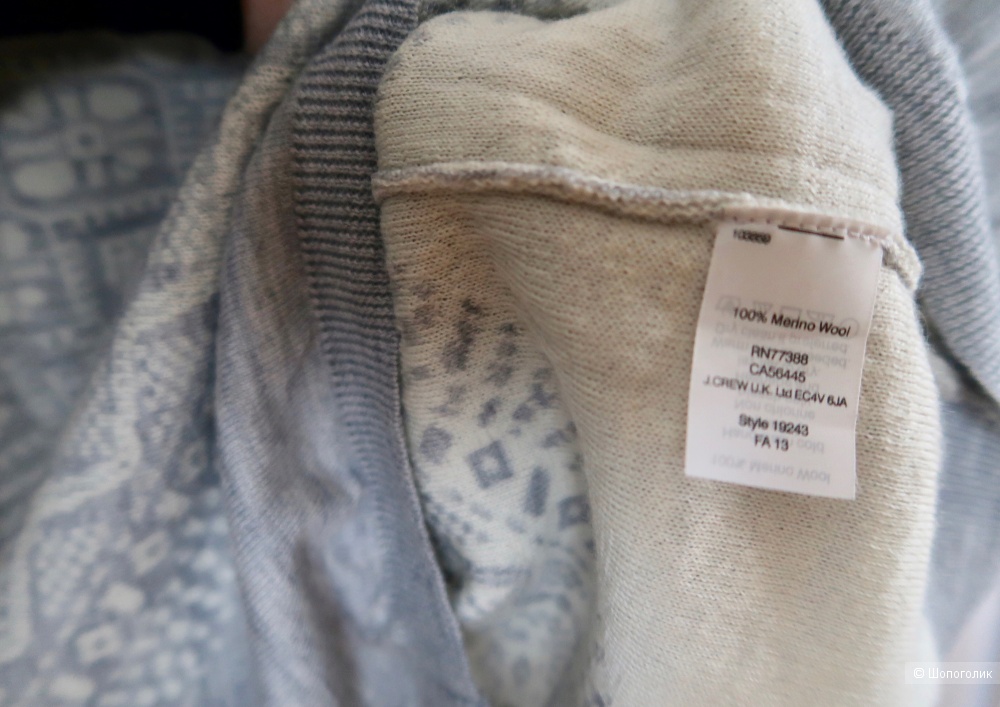 100% Merino Wool
RN77388
CA56445
J.CREW U.K. Ltd EC4V 6JA
Style 19243
FA 13
© Шопоголик